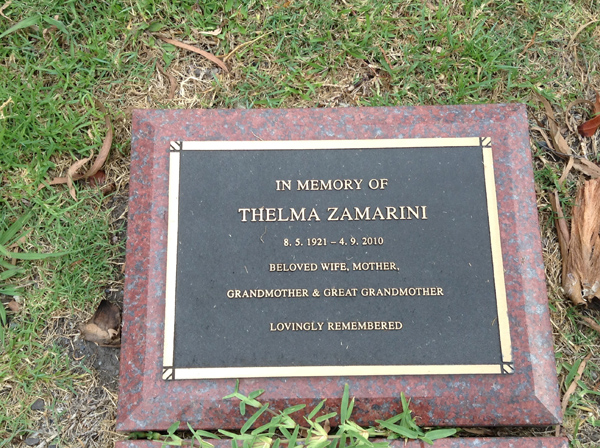 IN MEMORY OF
THELMA ZAMARINI
8. 5. 1921 – 4. 9. 2010
BELOVED WIFE, MOTHER,
GRANDMOTHER & GREAT GRANDMOTHER
LOVINGLY REMEMBERED